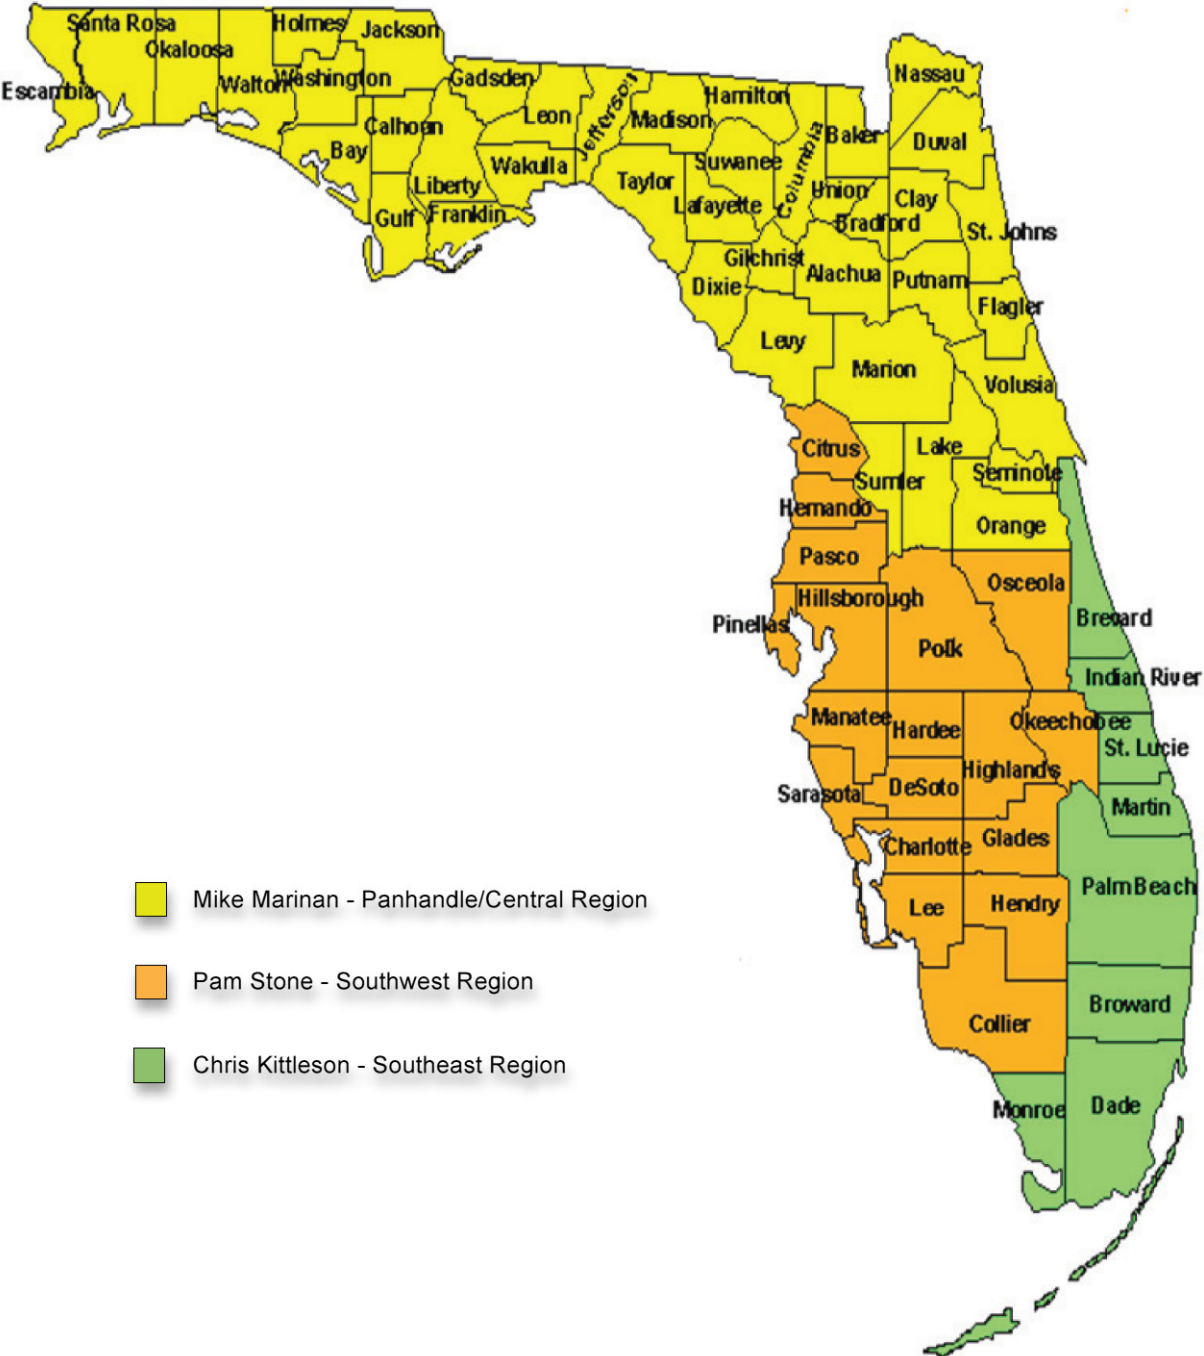 Santa Rosa
Holmes
Jackson
Okaloosa
Escambia
Walton
Washington
Gadsden
Leon
Jefferson
Madison
Hamilton
Nassau
Calhoun
Bay
Wakulla
Columbia
Baker
Duval
Liberty
Taylor
Suwanee
Lafayette
Union
Bradford
Clay
Gulf
Franklin
St. Johns
Gilchrist
Dixie
Alachua
Putnam
Flagler
Levy
Marion
Volusia
Citrus
Lake
Sumter
Seminole
Hernando
Orange
Pasco
Osceola
Hillsborough
Pinellas
Polk
Brevard
Indian River
Manatee
Hardee
Okeechobee
St. Lucie
Highlands
Sarasota
DeSoto
Martin
Charlotte
Glades
Palm Beach
Lee
Hendry
Broward
Collier
Monroe
Dade
Mike Marinan - Panhandle/Central Region
Pam Stone - Southwest Region
Chris Kittleson - Southeast Region